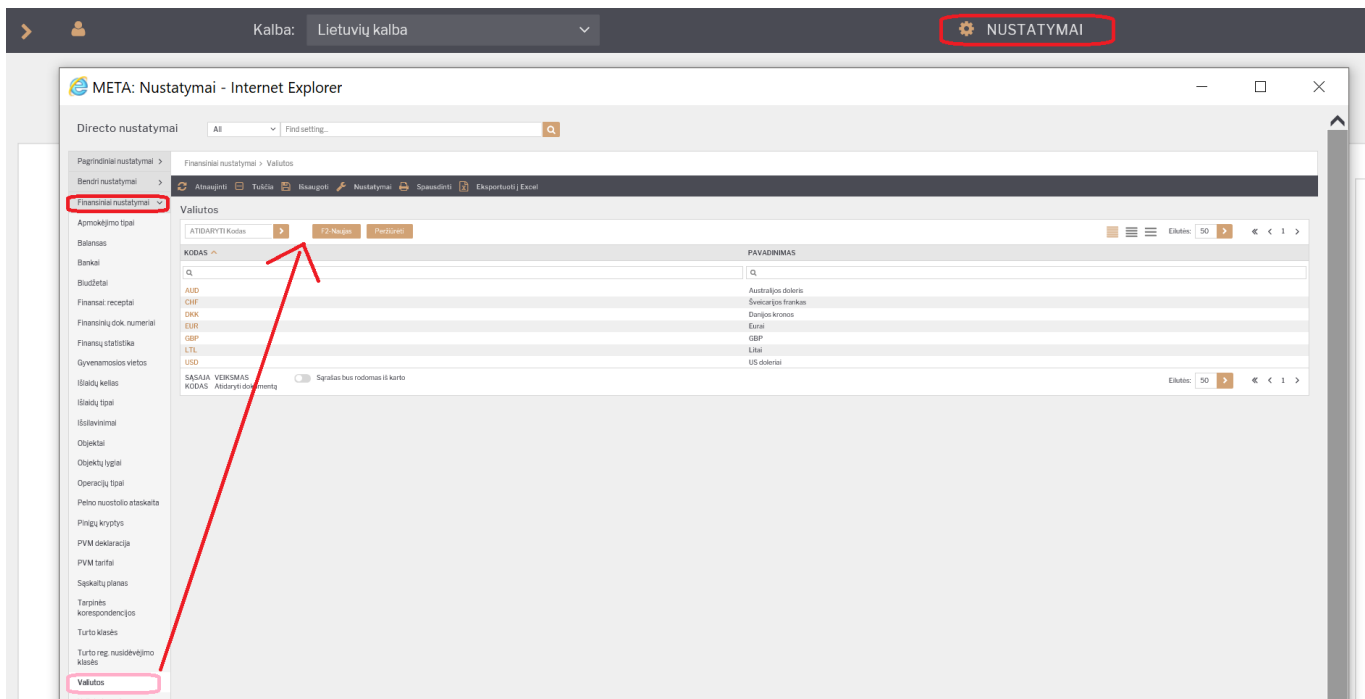 Kalba: Lietuvių kalba NUSTATYMAI
META: Nustatymai - Internet Explorer
Directo nustatymai All Find setting...
Pagrindiniai nustatymai
Bendri nustatymai
Finansiniai nustatymai
Apmokėjimo tipai
Balansas
Bankai
Biudžetai
Finansai: receptai
Finansinių dok. numeriai
Finansų statistika
Gyvenamosios vietos
Išlaidų kelias
Išlaidų tipai
Išsilavinimai
Objektai
Objektų lygiai
Operacijų tipai
Pelno nuostolio ataskaita
Pinigų kryptys
PVM deklaracija
PVM tarifai
Sąskaitų planas
Tarpinės
korespondencijos
Turto klasės
Turto reg. nusidėvėjimo
klasės
Valiutos
Finansiniai nustatymai > Valiutos
Atnaujinti Tuščia Išsaugoti Nustatymai Spausdinti Eksportuoti į Excel
Valiutos
ATIDARYTI Kodas F2-Naujas Peržiūrėti Eilutės: 50 1
KODAS PAVADINIMAS
AUD Australijos doleris
CHF Šveicarijos frankas
DKK Danijos kronos
EUR Eurai
GBP GBP
LTL Litai
USD US doleriai
SĄSAJA VEIKSMAS Sąrašas bus rodomas iš karto Eilutės: 50 1
KODAS Atidaryti dokumentą